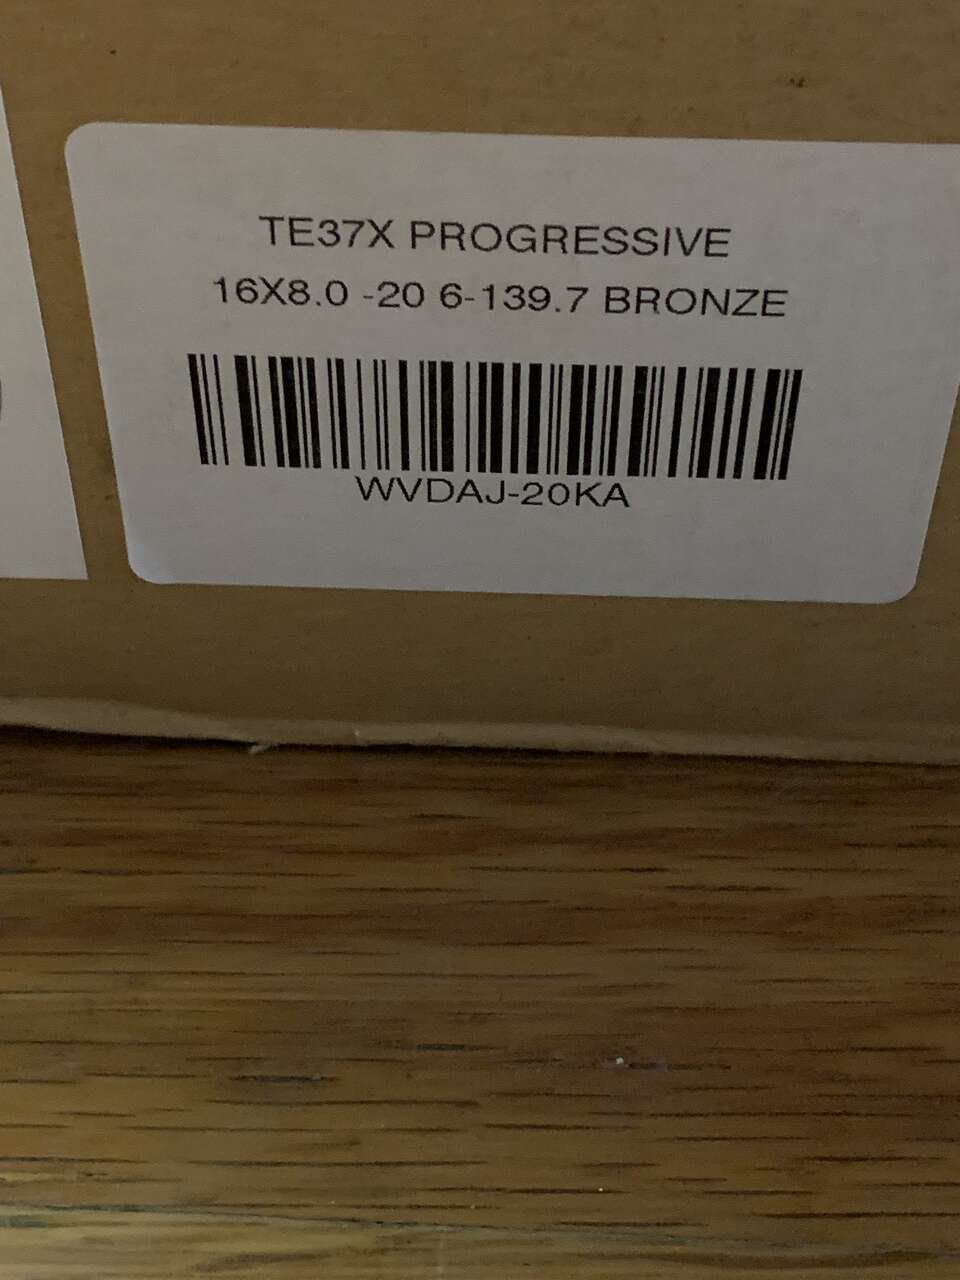 TE37X PROGRESSIVE
16X8.0 -20 6-139.7 BRONZE
WVDAJ-20KA